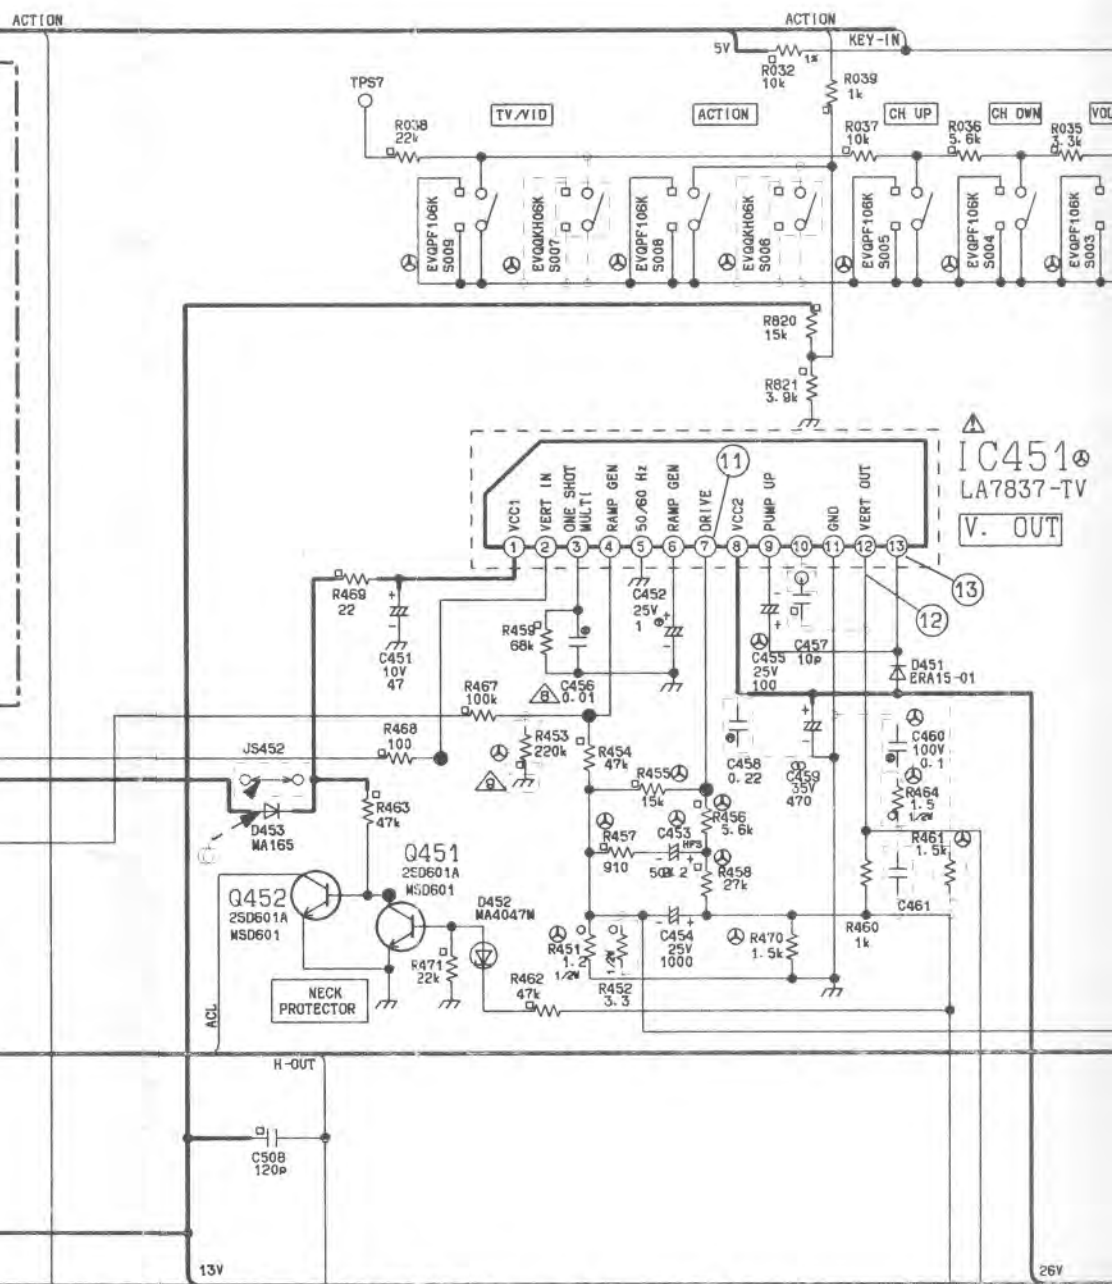 ACTION
ACTION
5V
KEY-IN
1%
R032
10k
R039
1k
TPS7
TV/VID
ACTION
CH UP
CH DWN
R038
22k
R037
10k
R036
5.6k
R035
3.3k
EVQPF106K
S009
EVQQKH06K
S007
EVQPF106K
S008
EVQQKH06K
S006
EVQPF106K
S005
EVQPF106K
S004
EVQPF106K
S003
R820
15k
R821
3.9k
IC451
LA7837-TV
V. OUT
VCC1
VERT IN
ONE SHOT
MULTI
RAMP GEN
50/60 Hz
RAMP GEN
DRIVE
VCC2
PUMP UP
GND
VERT OUT
11
1 2 3 4 5 6 7 8 9 10 11 12 13
13
12
R469
22
C451
10V
47
R459
68k
C456
0.01
C452
25V
1
C455
25V
100
C457
10p
D451
ERA15-01
R467
100k
R468
100
R453
220k
R454
47k
R455
15k
C458
0.22
C459
35V
470
C460
100V
0.1
R464
1.5
1/2W
JS452
D453
MA165
R463
47k
R457
910
C453
R456
5.6k
R458
27k
R461
1.5k
C461
Q451
2SD601A
MSD601
Q452
2SD601A
MSD601
D452
MA4047M
R471
22k
R462
47k
R451
1.2
1/2W
1/2W
R452
3.3
C454
25V
1000
R470
1.5k
R460
1k
NECK
PROTECTOR
ACL
H-OUT
C508
120p
13V
26V